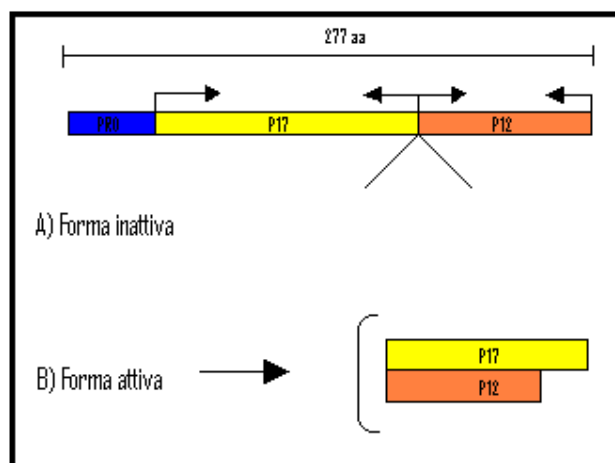 277 aa
PRO P17 P12
A) Forma inattiva
P17
B) Forma attiva
P12